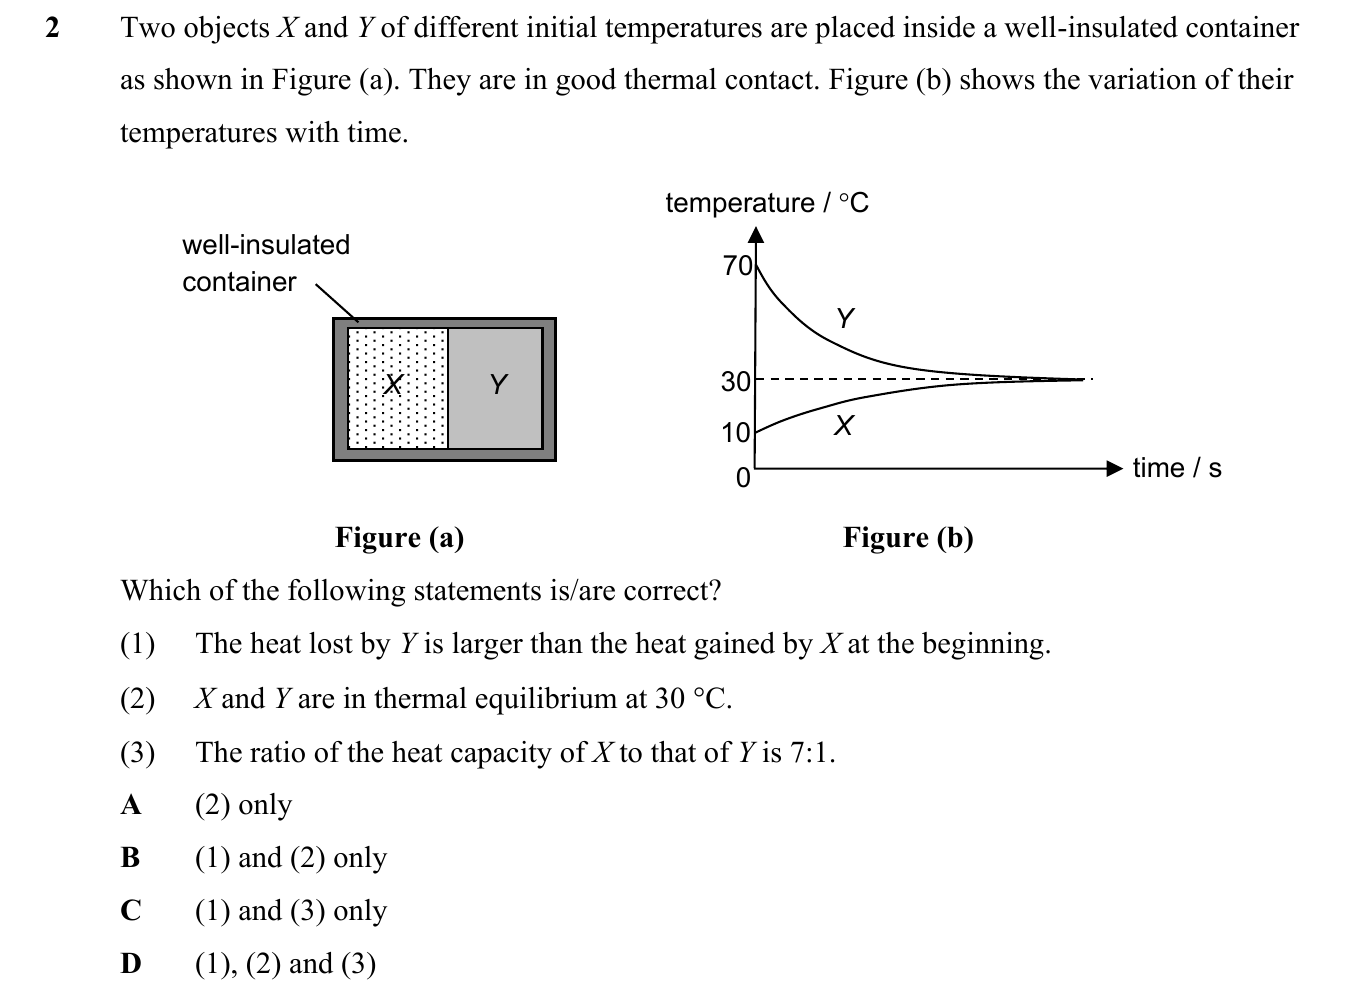 2 Two objects X and Y of different initial temperatures are placed inside a well-insulated container
as shown in Figure (a). They are in good thermal contact. Figure (b) shows the variation of their
temperatures with time.
well-insulated
container
X
Y
Figure (a)
temperature / °C
70
Y
30
10
X
0
time / s
Figure (b)
Which of the following statements is/are correct?
(1) The heat lost by Y is larger than the heat gained by X at the beginning.
(2) X and Y are in thermal equilibrium at 30 °C.
(3) The ratio of the heat capacity of X to that of Y is 7:1.
A (2) only
B (1) and (2) only
C (1) and (3) only
D (1), (2) and (3)